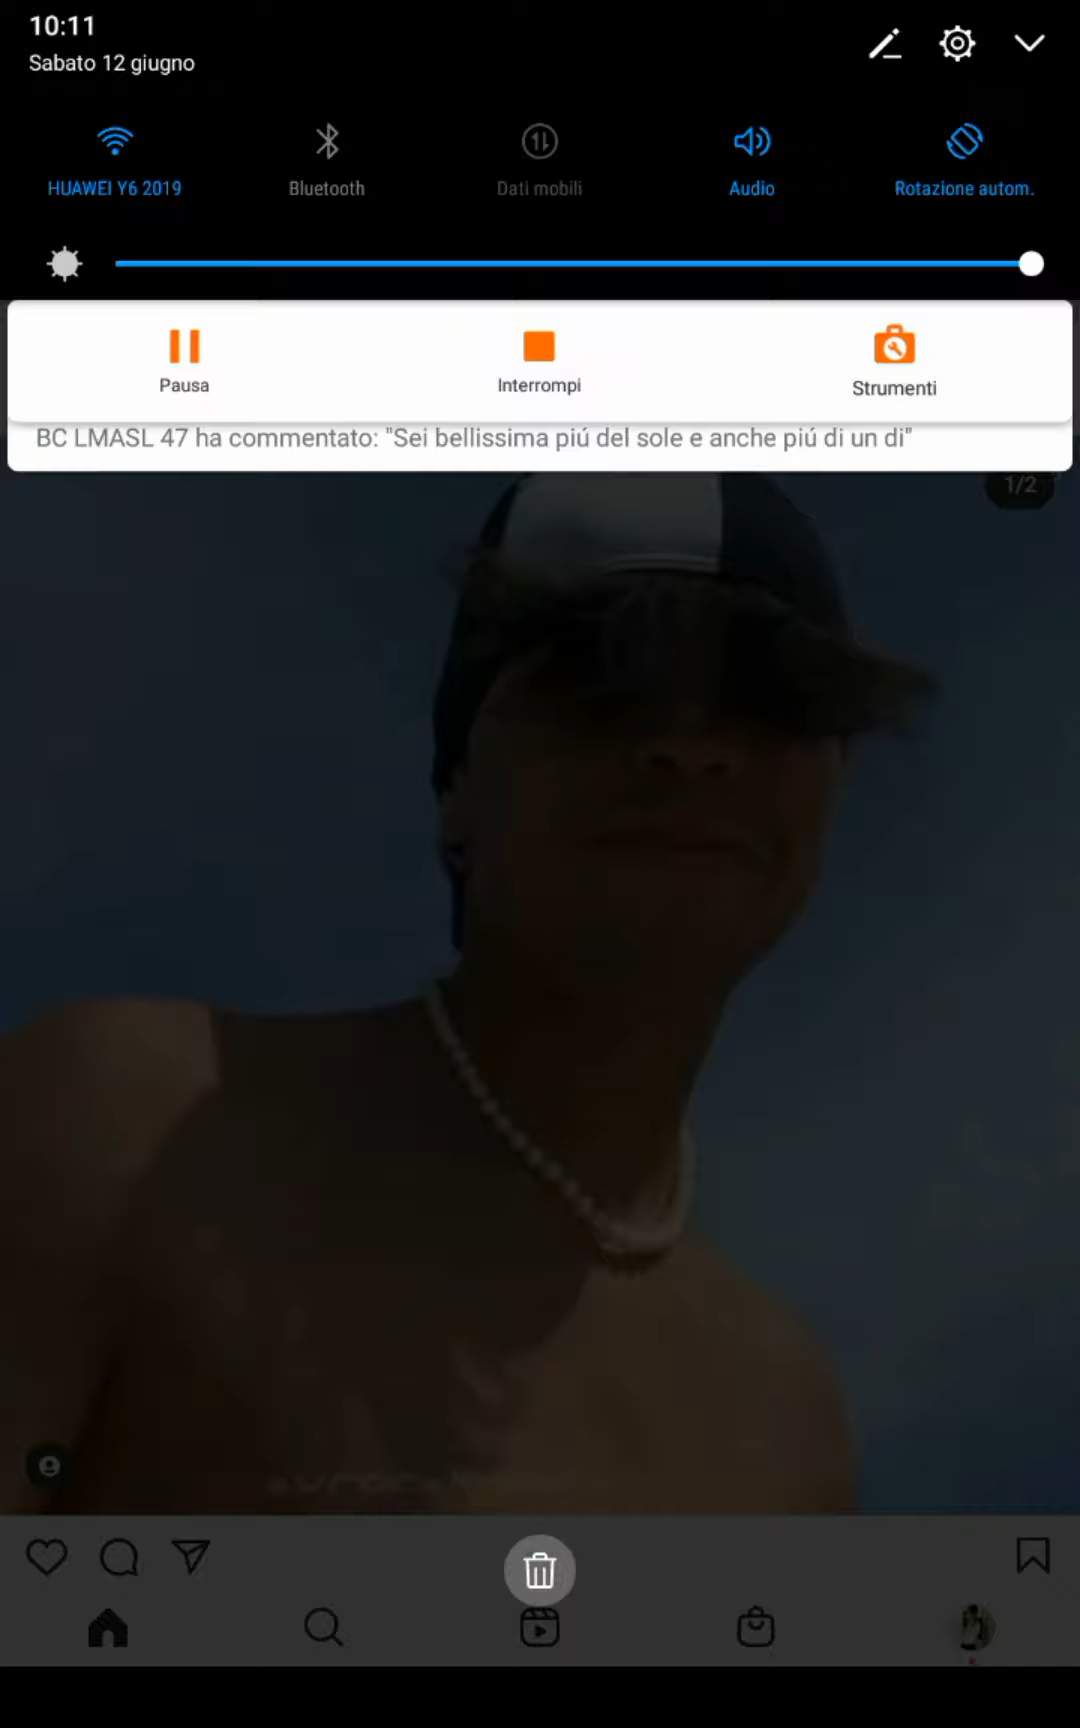 10:11
Sabato 12 giugno
HUAWEI Y6 2019
Bluetooth
Dati mobili
Audio
Rotazione autom.
Pausa
Interrompi
Strumenti
BC LMASL 47 ha commentato: "Sei bellissima piú del sole e anche piú di un di"
1/2